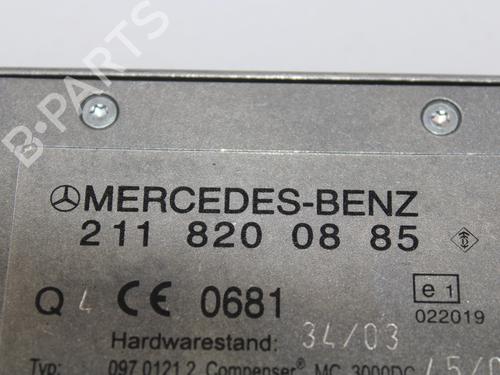 B-PARTS
MERCEDES-BENZ
211 820 08 85
Q 4 CE 0681
e1
022019
Hardwarestand: 34/03
Typ: 097 0121 2 Compenser® MC 3000DC